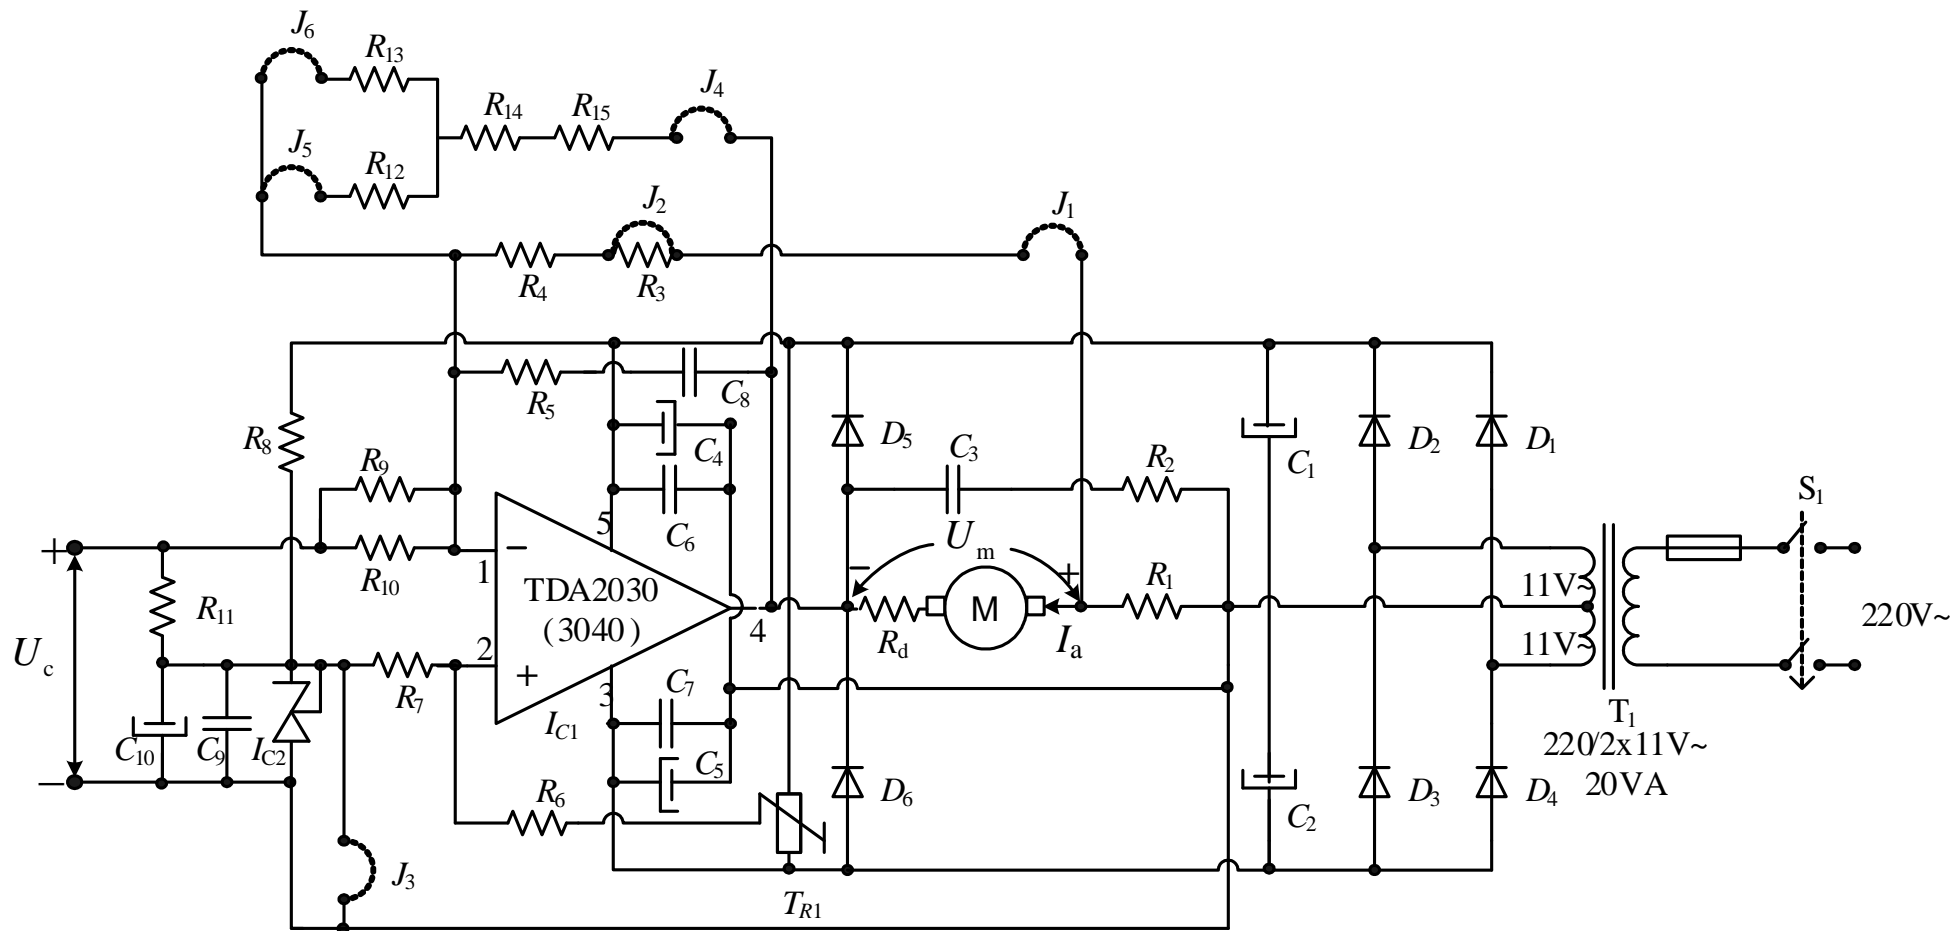 J6
R13
J4
R14
R15
J5
R12
J2
J1
R4
R3
R5
C8
R8
C4
D5
C3
R2
D2
D1
R9
C1
S1
5
C6
Um
+
−
1
R10
TDA2030
(3040)
4
−
+
R1
M
Rd
Ia
11V~
11V~
220V~
R11
Uc
2
+
R7
3
C7
IC1
C10
C9
IC2
C5
−
R6
D6
D3
D4
C2
T1
220/2x11V~
20VA
J3
TR1